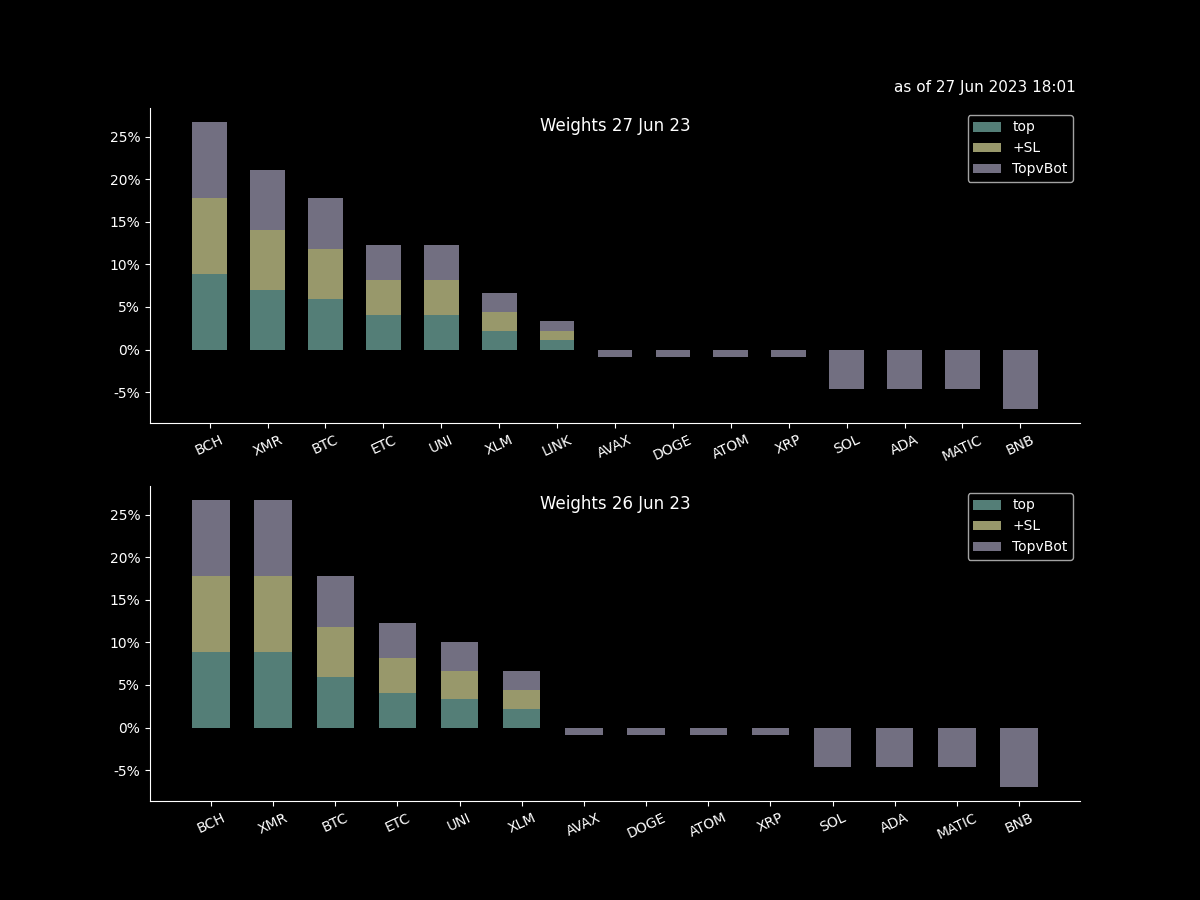 as of 27 Jun 2023 18:01
Weights 27 Jun 23
top
+SL
TopvBot
25%
20%
15%
10%
5%
0%
-5%
BCH XMR BTC ETC UNI XLM LINK AVAX DOGE ATOM XRP SOL ADA MATIC BNB
Weights 26 Jun 23
top
+SL
TopvBot
25%
20%
15%
10%
5%
0%
-5%
BCH XMR BTC ETC UNI XLM AVAX DOGE ATOM XRP SOL ADA MATIC BNB